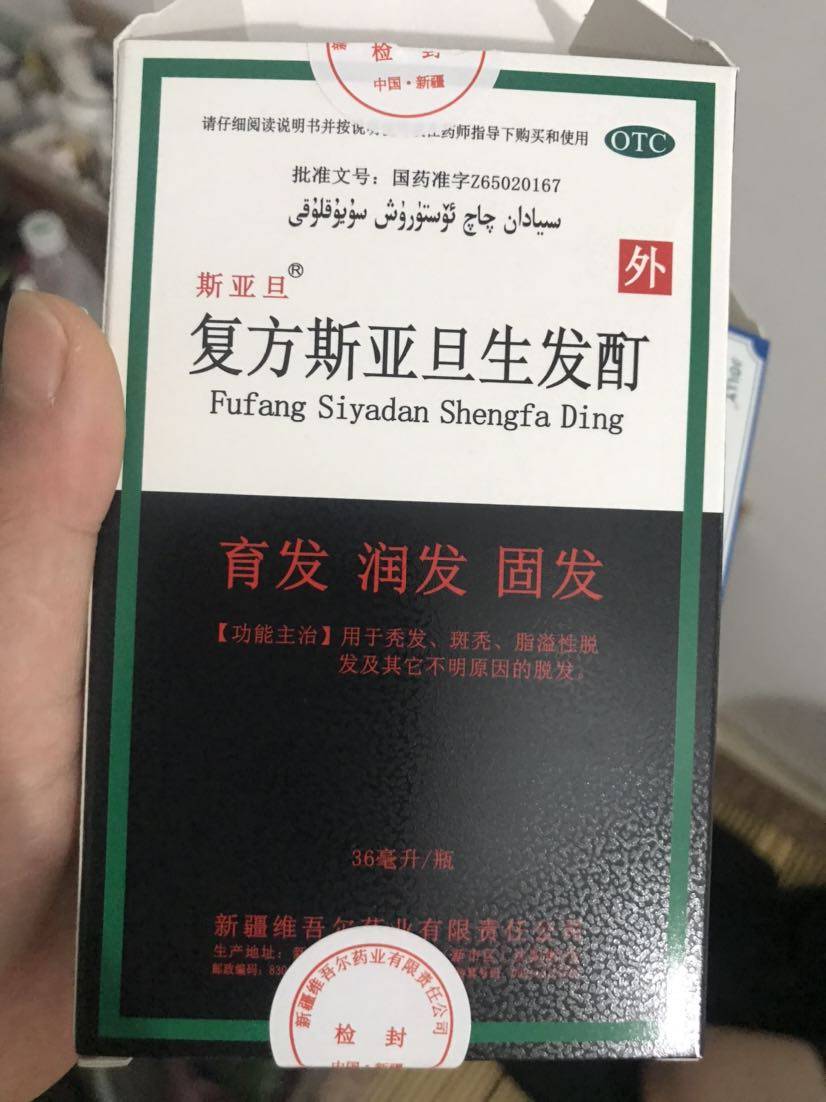 检 封
中国·新疆
请仔细阅读说明书并按说 药师指导下购买和使用
OTC
批准文号：国药准字Z65020167
سىيادان چاچ ئۆستۈرۈش سۇيۇقلۇقى
外
斯亚旦®
复方斯亚旦生发酊
Fufang Siyadan Shengfa Ding
育发 润发 固发
【功能主治】用于秃发、斑秃、脂溢性脱
发及其它不明原因的脱发。
36毫升/瓶
新疆维吾尔药业有限责任公司
生产地址：新
邮政编码：830
新疆维吾尔药业有限责任公司
检 封
中国·新疆